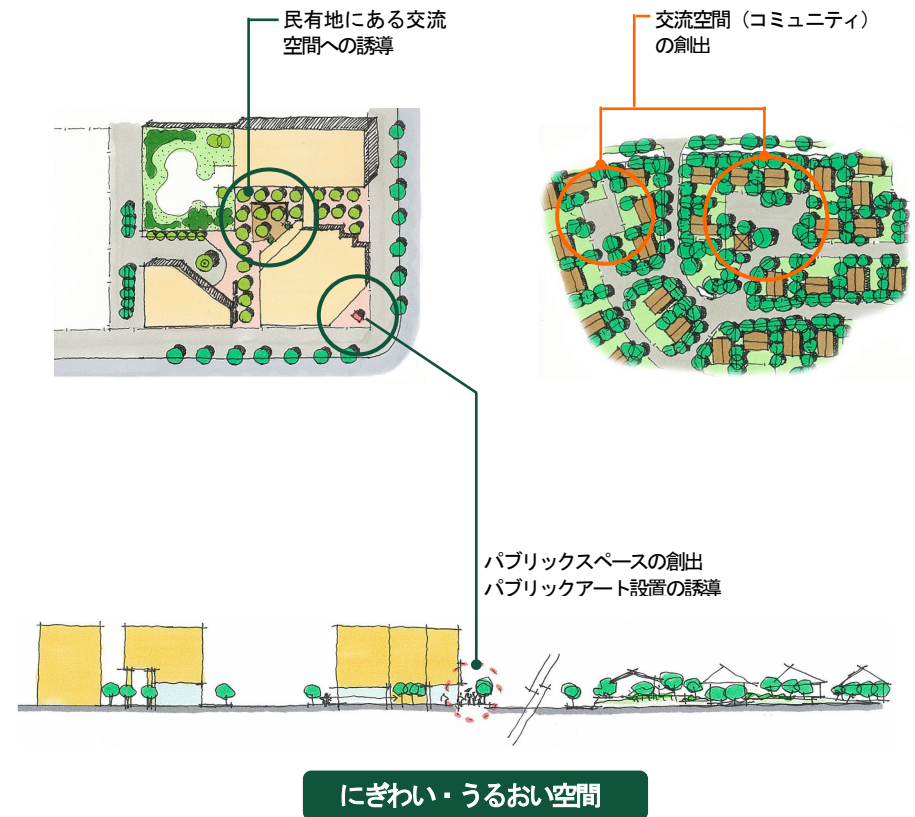 民有地にある交流
空間への誘導
交流空間（コミュニティ）
の創出
パブリックスペースの創出
パブリックアート設置の誘導
にぎわい・うるおい空間